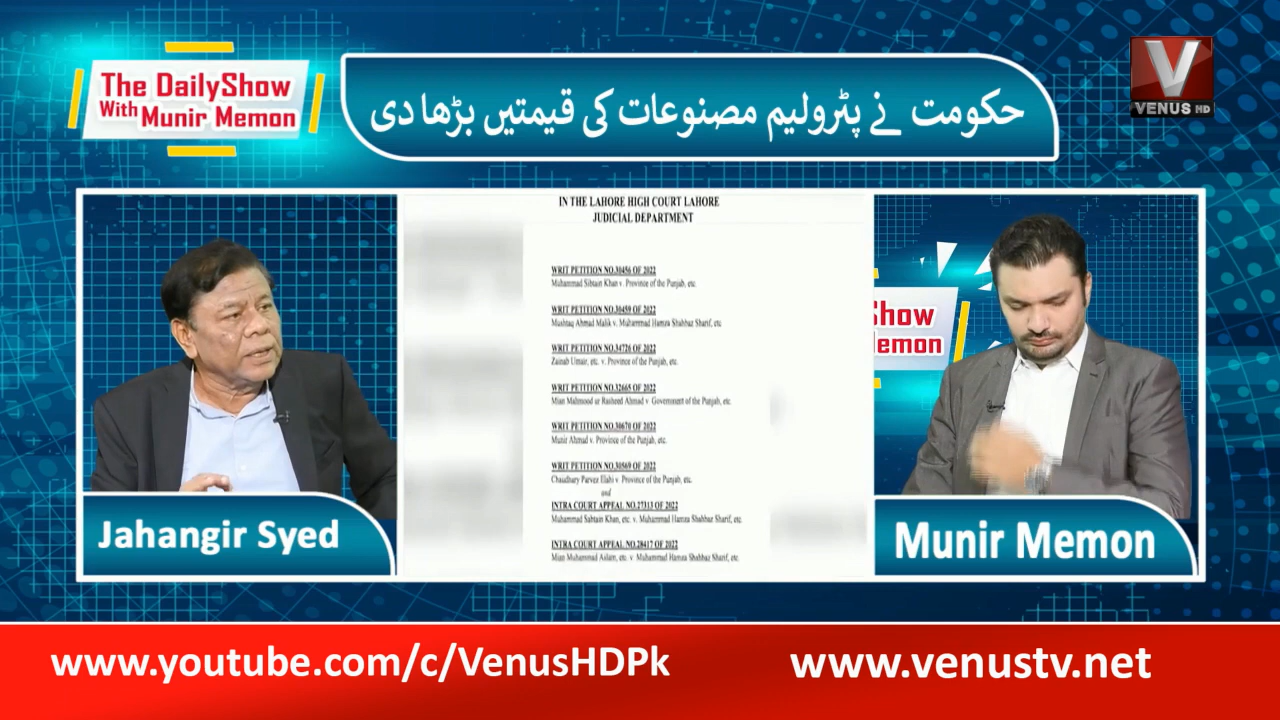 The DailyShow
With Munir Memon
حکومت نے پٹرولیم مصنوعات کی قیمتیں بڑھا دی
V
VENUS HD
IN THE LAHORE HIGH COURT LAHORE
JUDICIAL DEPARTMENT
WRIT PETITION NO.30456 OF 2022
Muhammad Sibtain Khan v. Province of the Punjab, etc.
WRIT PETITION NO.30459 OF 2022
Mushtaq Ahmad Malik v. Muhammad Hamza Shahbaz Sharif, etc
WRIT PETITION NO.34726 OF 2022
Zainab Umair, etc. v. Province of the Punjab, etc.
WRIT PETITION NO.32665 OF 2022
Mian Mahmood ur Rasheed Ahmad v Government of the Punjab, etc.
WRIT PETITION NO.30670 OF 2022
Munir Ahmad v. Province of the Punjab, etc.
WRIT PETITION NO.30569 OF 2022
Chaudhary Parvez Elahi v. Province of the Punjab, etc.
and
INTRA COURT APPEAL NO.27313 OF 2022
Muhammad Sabtain Khan, etc. v. Muhammad Hamza Shahbaz Sharif, etc.
INTRA COURT APPEAL NO.28417 OF 2022
Mian Muhammad Aslam, etc. v Muhammad Hamza Shahbaz Sharif, etc.
Show
Memon
Jahangir Syed
Munir Memon
www.youtube.com/c/VenusHDPk
www.venustv.net